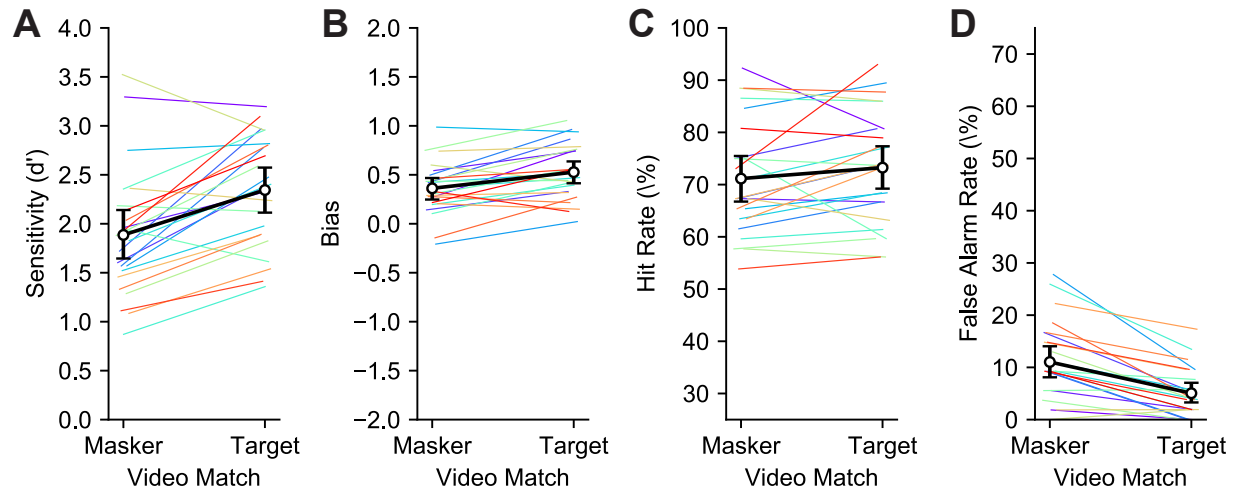 A
Sensitivity (d')
4.0
3.5
3.0
2.5
2.0
1.5
1.0
0.5
0.0
Masker Target
Video Match
B
Bias
2.0
1.5
1.0
0.5
0.0
−0.5
−1.0
−1.5
−2.0
Masker Target
Video Match
C
Hit Rate (\%)
100
90
80
70
60
50
40
30
Masker Target
Video Match
D
False Alarm Rate (\%)
70
60
50
40
30
20
10
0
Masker Target
Video Match